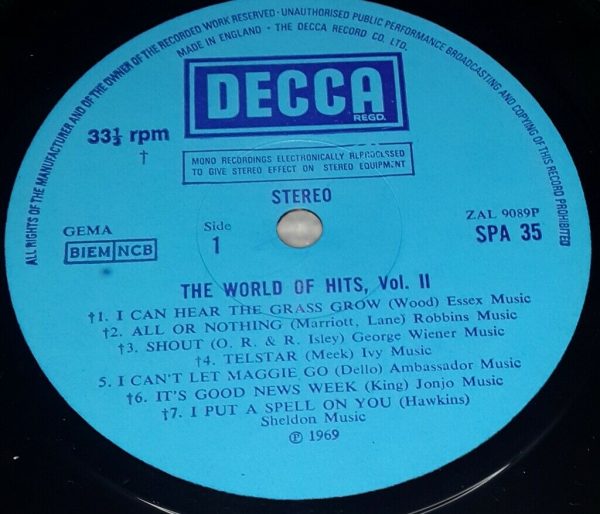 ALL RIGHTS OF THE MANUFACTURER AND OF THE OWNER OF THE RECORDED WORK RESERVED · UNAUTHORISED PUBLIC PERFORMANCE BROADCASTING AND COPYING OF THIS RECORD PROHIBITED
MADE IN ENGLAND · THE DECCA RECORD CO. LTD.
DECCA
REGD.
33⅓ rpm
†
MONO RECORDINGS ELECTRONICALLY REPROCESSED
TO GIVE STEREO EFFECT ON STEREO EQUIPMENT
STEREO
GEMA
BIEM NCB
Side
1
ZAL 9089P
SPA 35
THE WORLD OF HITS, Vol. II
†1. I CAN HEAR THE GRASS GROW (Wood) Essex Music
†2. ALL OR NOTHING (Marriott, Lane) Robbins Music
†3. SHOUT (O. R. & R. Isley) George Wiener Music
†4. TELSTAR (Meek) Ivy Music
5. I CAN'T LET MAGGIE GO (Dello) Ambassador Music
†6. IT'S GOOD NEWS WEEK (King) Jonjo Music
†7. I PUT A SPELL ON YOU (Hawkins)
Sheldon Music
℗ 1969